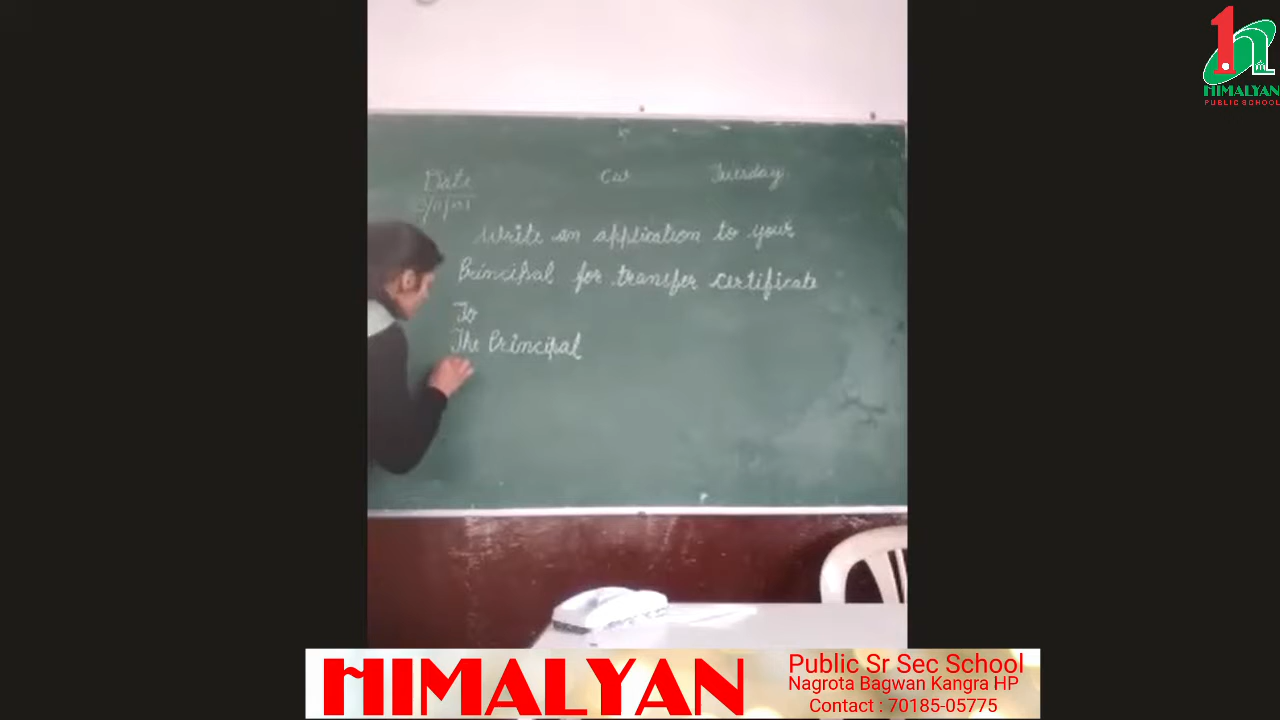 Date
CW
Tuesday
Write an application to your
Principal for transfer certificate
To
The Principal
HIMALYAN
PUBLIC SCHOOL
HIMALYAN
Public Sr Sec School
Nagrota Bagwan Kangra HP
Contact : 70185-05775